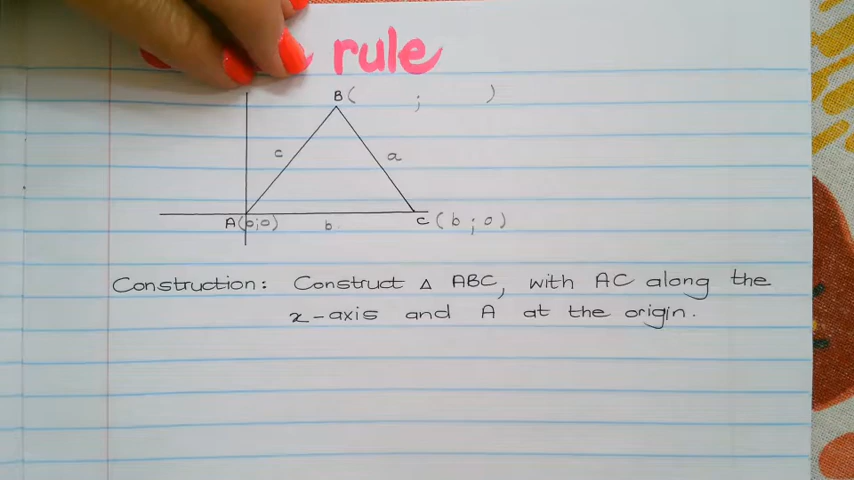 rule
B ( ; )
c a
A(0;0) b C ( b ; 0 )
Construction: Construct △ ABC, with AC along the
x-axis and A at the origin.